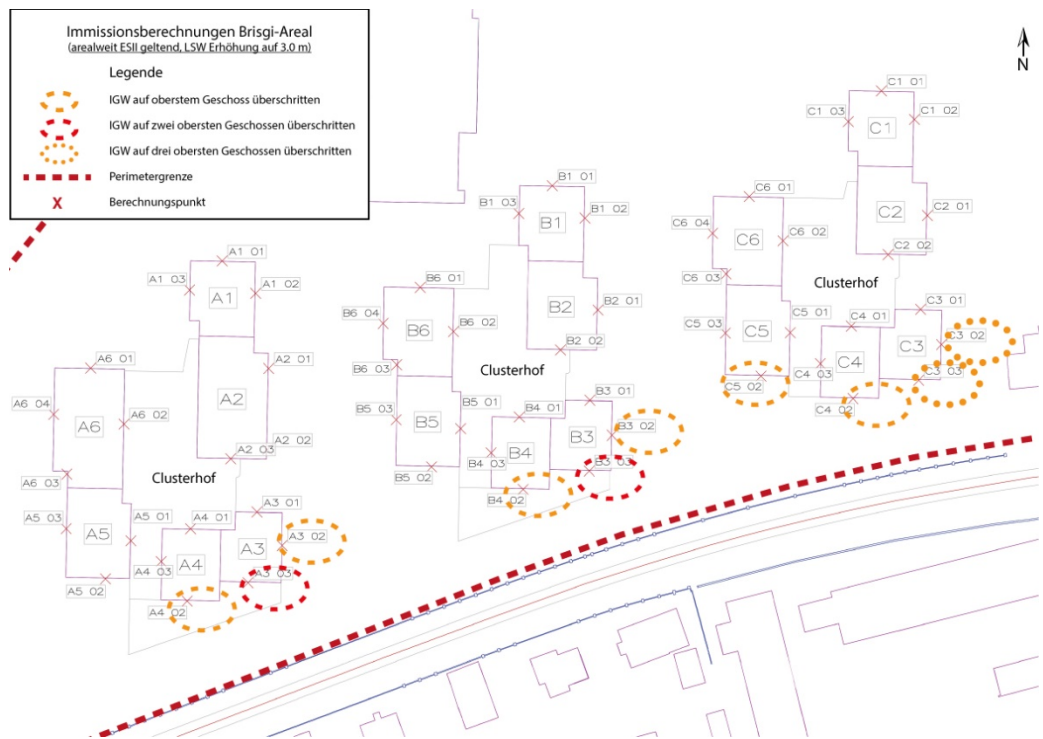 Immissionsberechnungen Brisgi-Areal
(arealweit ESII geltend, LSW Erhöhung auf 3.0 m)
Legende
IGW auf oberstem Geschoss überschritten
IGW auf zwei obersten Geschossen überschritten
IGW auf drei obersten Geschossen überschritten
Perimetergrenze
X Berechnungspunkt
N
C1 01
C1 03
C1
C1 02
C6 01
C2
C2 01
C6 04
C6
C6 02
C2 02
C6 03
Clusterhof
C5 03
C5
C5 01
C4 01
C3 01
C4
C3
C3 02
C4 03
C3 03
C5 02
C4 02
B1 01
B1 03
B1
B1 02
B6 01
B2
B2 01
B6 04
B6
B6 02
B2 02
B6 03
Clusterhof
B3 01
B5 03
B5
B5 01
B4 01
B3
B3 02
B4
B4 03
B3 03
B5 02
B4 02
A1 01
A1 03
A1
A1 02
A6 01
A2 01
A2
A6 04
A6
A6 02
A2 02
A2 03
A6 03
Clusterhof
A3 01
A5 03
A5
A5 01
A4 01
A3
A3 02
A4
A4 03
A3 03
A5 02
A4 02